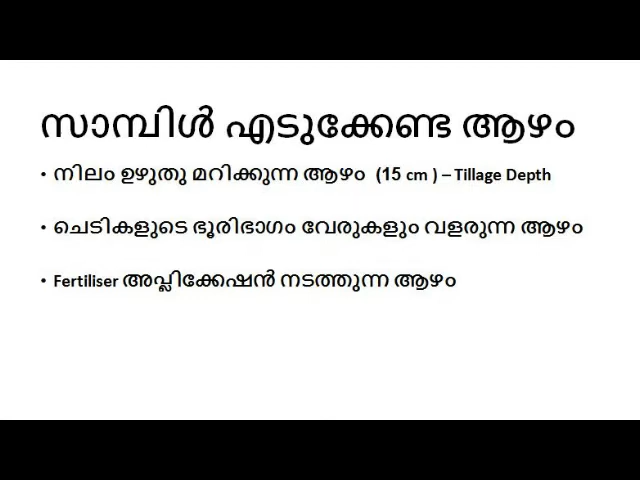 സാമ്പിൾ എടുക്കേണ്ട ആഴം
• നിലം ഉഴുതു മറിക്കുന്ന ആഴം (15 cm ) – Tillage Depth
• ചെടികളുടെ ഭൂരിഭാഗം വേരുകളും വളരുന്ന ആഴം
• Fertiliser അപ്ലിക്കേഷൻ നടത്തുന്ന ആഴം